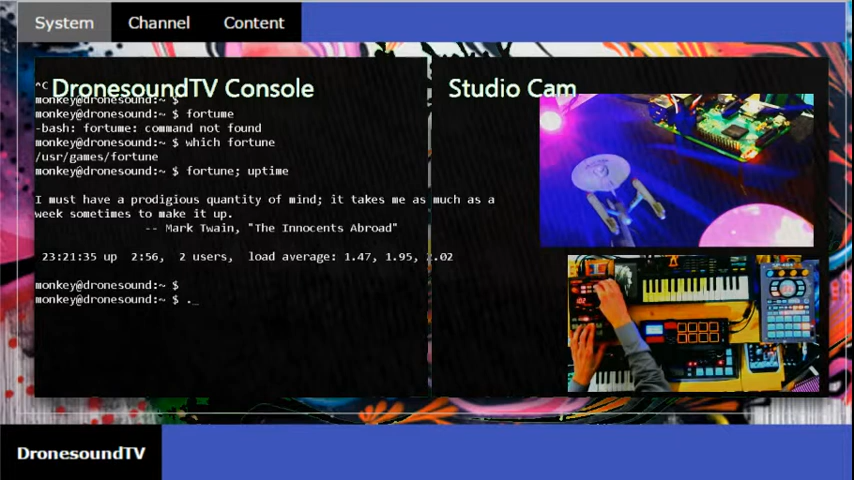 System Channel Content
DronesoundTV Console
Studio Cam
^C
monkey@dronesound:~ $
monkey@dronesound:~ $ fortume
-bash: fortume: command not found
monkey@dronesound:~ $ which fortune
/usr/games/fortune
monkey@dronesound:~ $ fortune; uptime
I must have a prodigious quantity of mind; it takes me as much as a
week sometimes to make it up.
-- Mark Twain, "The Innocents Abroad"
23:21:35 up 2:56, 2 users, load average: 1.47, 1.95, .02
monkey@dronesound:~ $
monkey@dronesound:~ $ ._
DronesoundTV